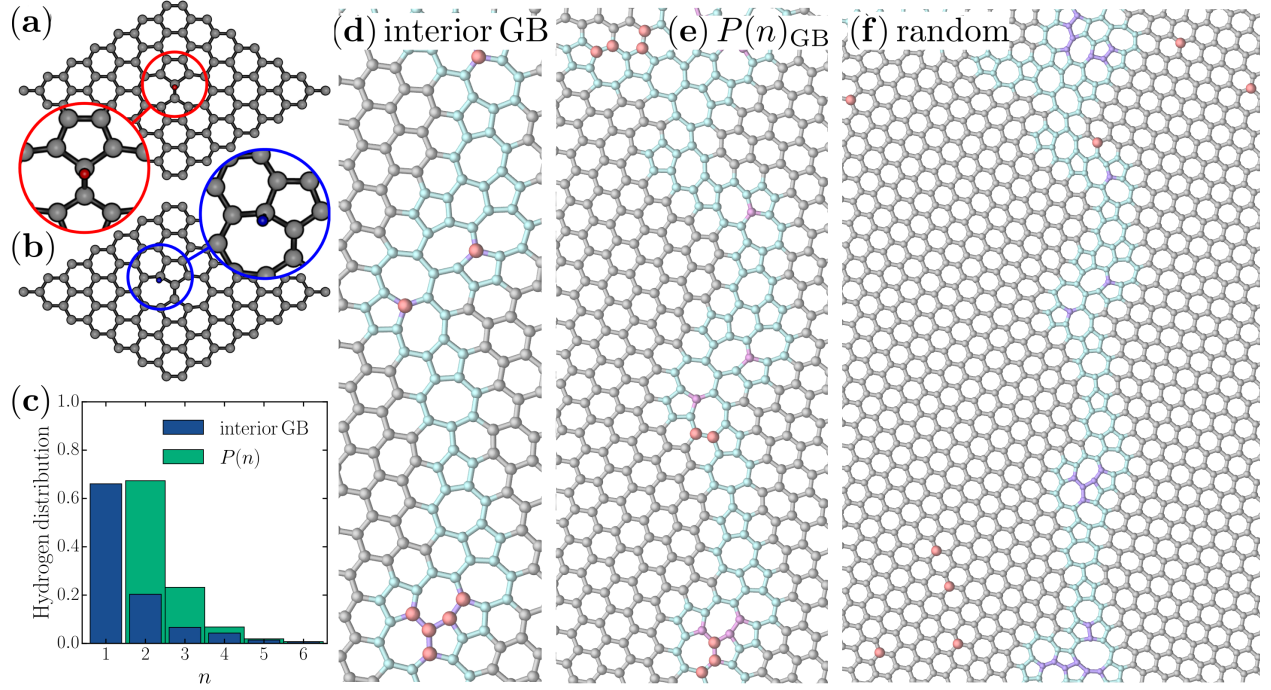 (a)
(b)
(c)
Hydrogen distribution
1.0
0.8
0.6
0.4
0.2
0.0
interior GB
P(n)
1 2 3 4 5 6
n
(d) interior GB
(e) P(n)GB
(f) random